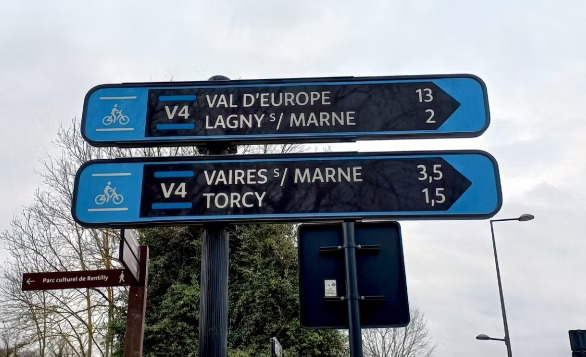 V4
VAL D'EUROPE 13
LAGNY S/ MARNE 2
V4
VAIRES S/ MARNE 3,5
TORCY 1,5
← Parc culturel de Rentilly